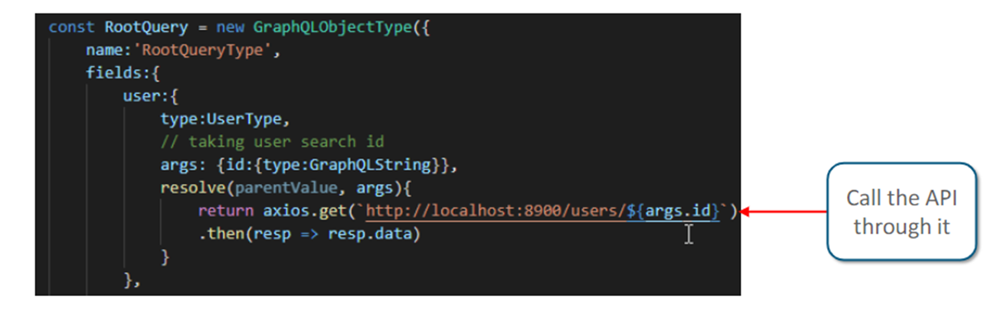 const RootQuery = new GraphQLObjectType({
    name:'RootQueryType',
    fields:{
        user:{
            type:UserType,
            // taking user search id
            args: {id:{type:GraphQLString}},
            resolve(parentValue, args){
                return axios.get(`http://localhost:8900/users/${args.id}`)
                .then(resp => resp.data)
            }
        },
Call the API
through it